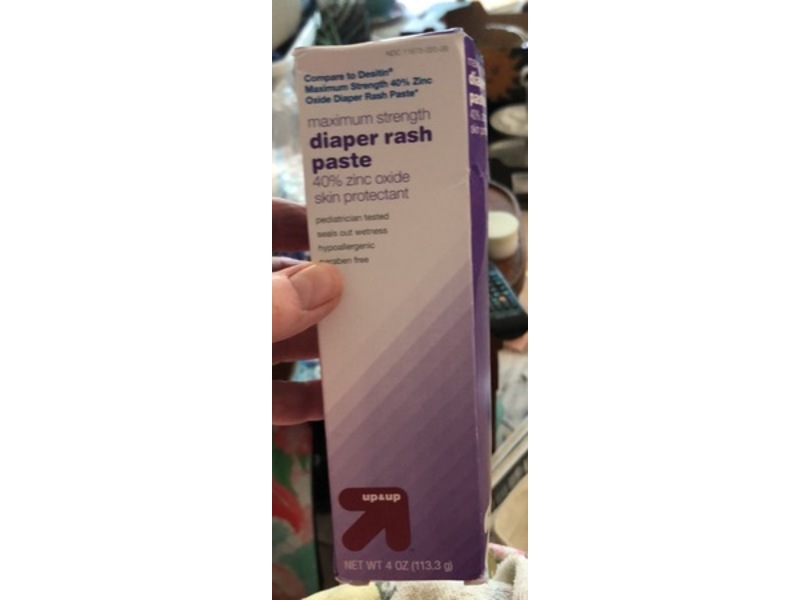 Compare to Desitin®
Maximum Strength 40% Zinc
Oxide Diaper Rash Paste*
maximum strength
diaper rash
paste
40% zinc oxide
skin protectant
pediatrician tested
seals out wetness
hypoallergenic
paraben free
up&up
NET WT 4 OZ (113.3 g)